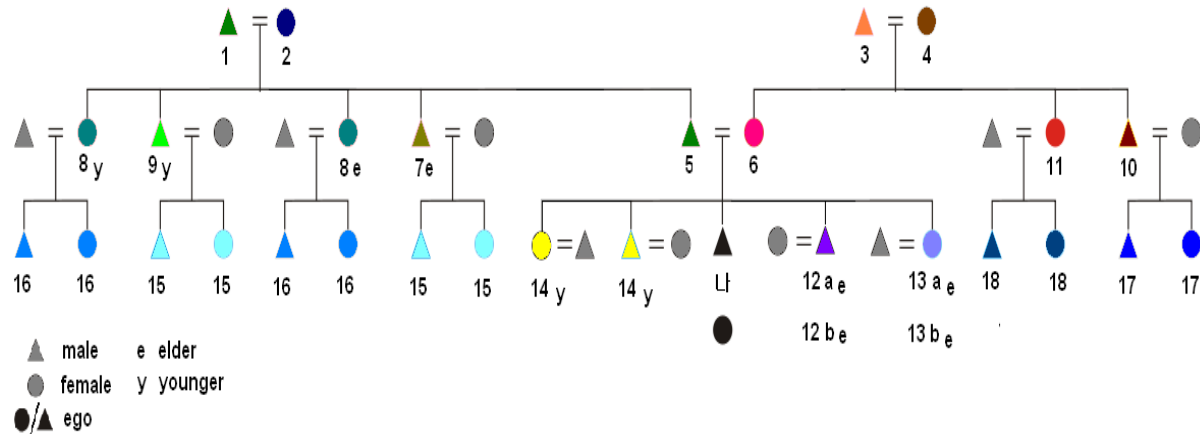 1 = 2 3 = 4
8 y 9 y 8 e 7 e 5 6 11 10
16 16 15 15 16 16 15 15 14 y 14 y 나 12 a e 13 a e 18 18 17 17
12 b e 13 b e
male e elder
female y younger
/ ego